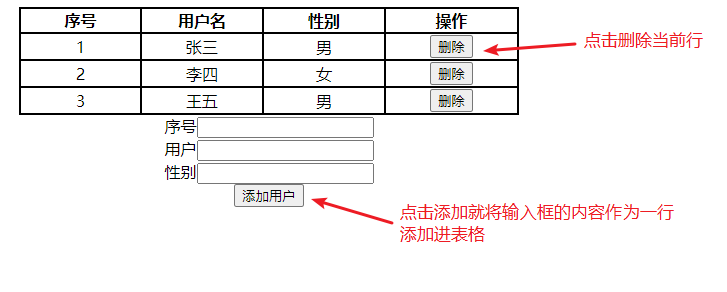 序号 用户名 性别 操作
1 张三 男 删除
点击删除当前行
2 李四 女 删除
3 王五 男 删除
序号
用户
性别
添加用户
点击添加就将输入框的内容作为一行
添加进表格